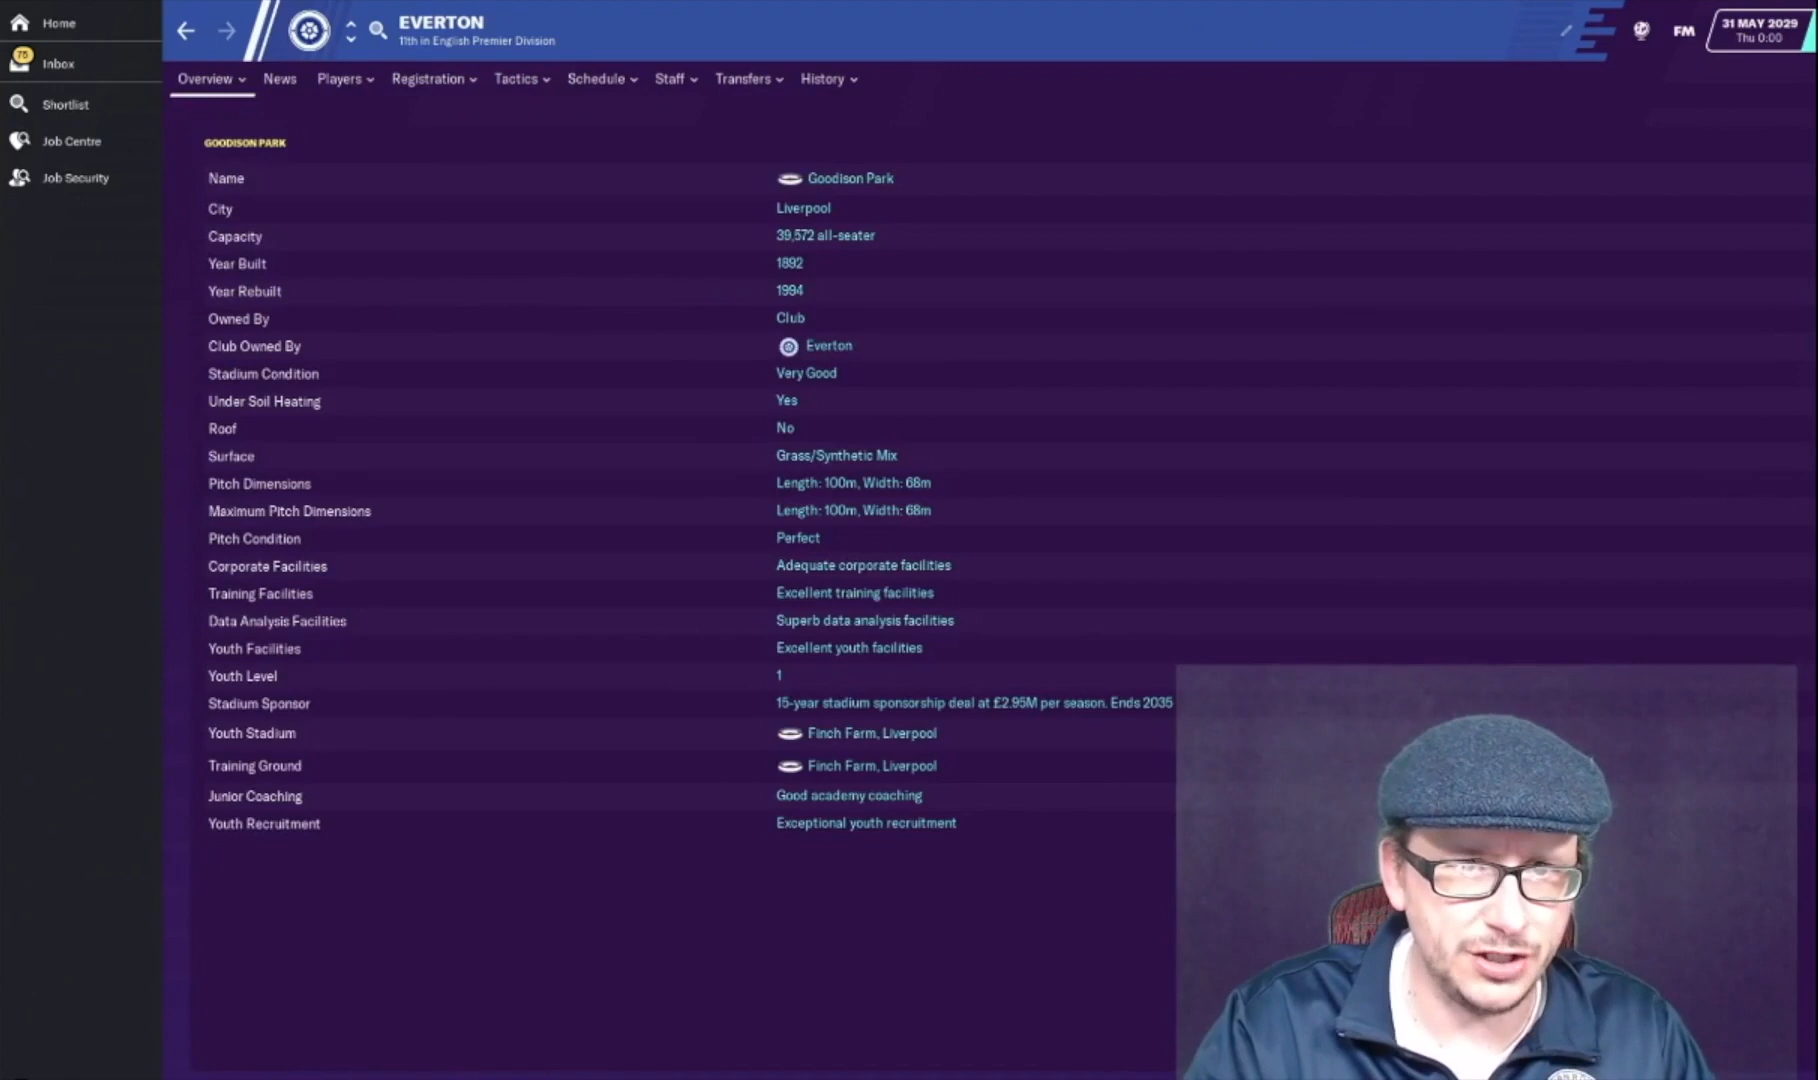 Home
Inbox
75
Shortlist
Job Centre
Job Security
EVERTON
11th in English Premier Division
FM
31 MAY 2029
Thu 0:00
Overview
News
Players
Registration
Tactics
Schedule
Staff
Transfers
History
GOODISON PARK
Name Goodison Park
City Liverpool
Capacity 39,572 all-seater
Year Built 1892
Year Rebuilt 1994
Owned By Club
Club Owned By Everton
Stadium Condition Very Good
Under Soil Heating Yes
Roof No
Surface Grass/Synthetic Mix
Pitch Dimensions Length: 100m, Width: 68m
Maximum Pitch Dimensions Length: 100m, Width: 68m
Pitch Condition Perfect
Corporate Facilities Adequate corporate facilities
Training Facilities Excellent training facilities
Data Analysis Facilities Superb data analysis facilities
Youth Facilities Excellent youth facilities
Youth Level 1
Stadium Sponsor 15-year stadium sponsorship deal at £2.95M per season. Ends 2035
Youth Stadium Finch Farm, Liverpool
Training Ground Finch Farm, Liverpool
Junior Coaching Good academy coaching
Youth Recruitment Exceptional youth recruitment